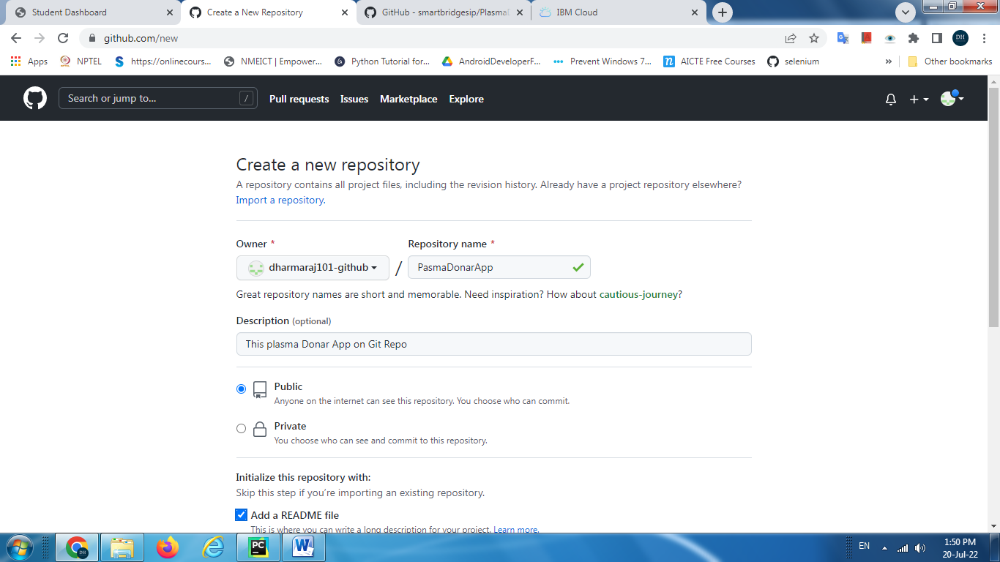 Student Dashboard
Create a New Repository
GitHub - smartbridgesip/Plasma
IBM Cloud
github.com/new
Apps
NPTEL
https://onlinecours...
NMEICT | Empower...
Python Tutorial for...
AndroidDeveloperF...
Prevent Windows 7...
AICTE Free Courses
selenium
»
Other bookmarks
DH
Search or jump to...
/
Pull requests
Issues
Marketplace
Explore
Create a new repository
A repository contains all project files, including the revision history. Already have a project repository elsewhere?
Import a repository.
Owner *
Repository name *
dharmaraj101-github
/
PasmaDonarApp
Great repository names are short and memorable. Need inspiration? How about cautious-journey?
Description (optional)
This plasma Donar App on Git Repo
Public
Anyone on the internet can see this repository. You choose who can commit.
Private
You choose who can see and commit to this repository.
Initialize this repository with:
Skip this step if you're importing an existing repository.
Add a README file
This is where you can write a long description for your project. Learn more.
DH
PC
W
EN
1:50 PM
20-Jul-22